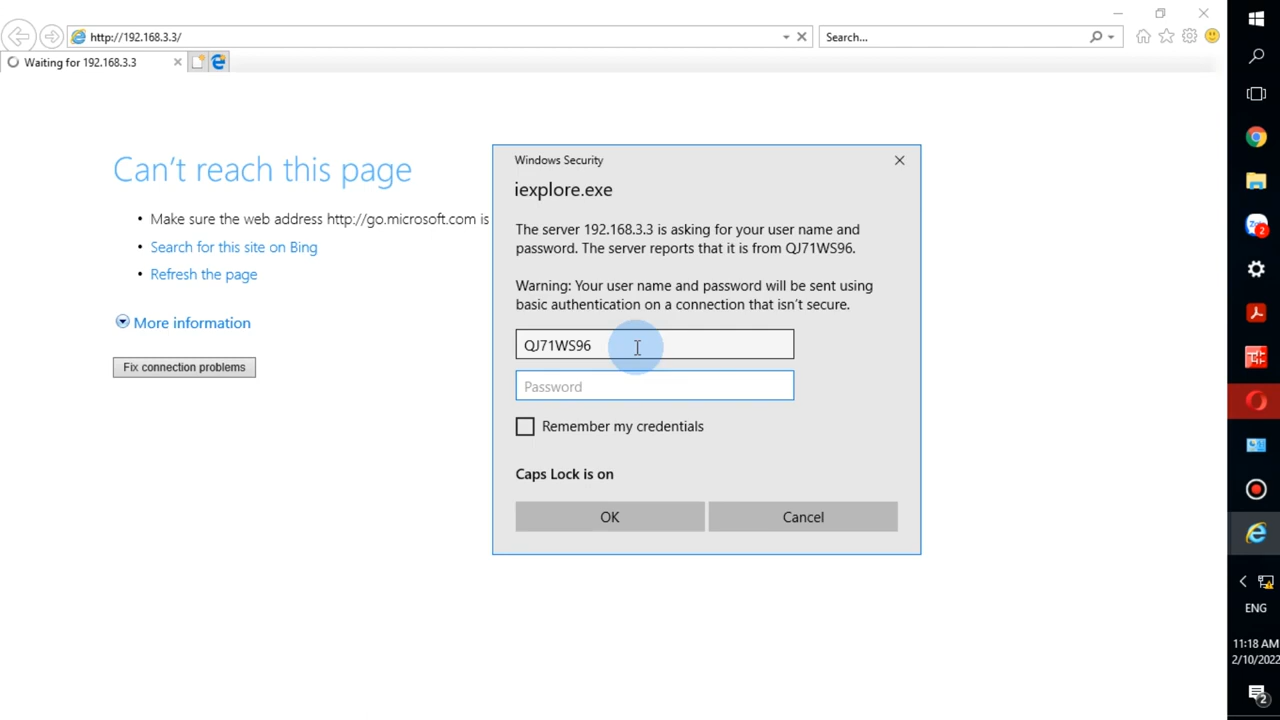 http://192.168.3.3/
Search...
Waiting for 192.168.3.3
Can't reach this page
Make sure the web address http://go.microsoft.com is
Search for this site on Bing
Refresh the page
More information
Fix connection problems
Windows Security
iexplore.exe
The server 192.168.3.3 is asking for your user name and
password. The server reports that it is from QJ71WS96.
Warning: Your user name and password will be sent using
basic authentication on a connection that isn't secure.
QJ71WS96
Password
Remember my credentials
Caps Lock is on
OK
Cancel
2
ENG
11:18 AM
2/10/2022
2